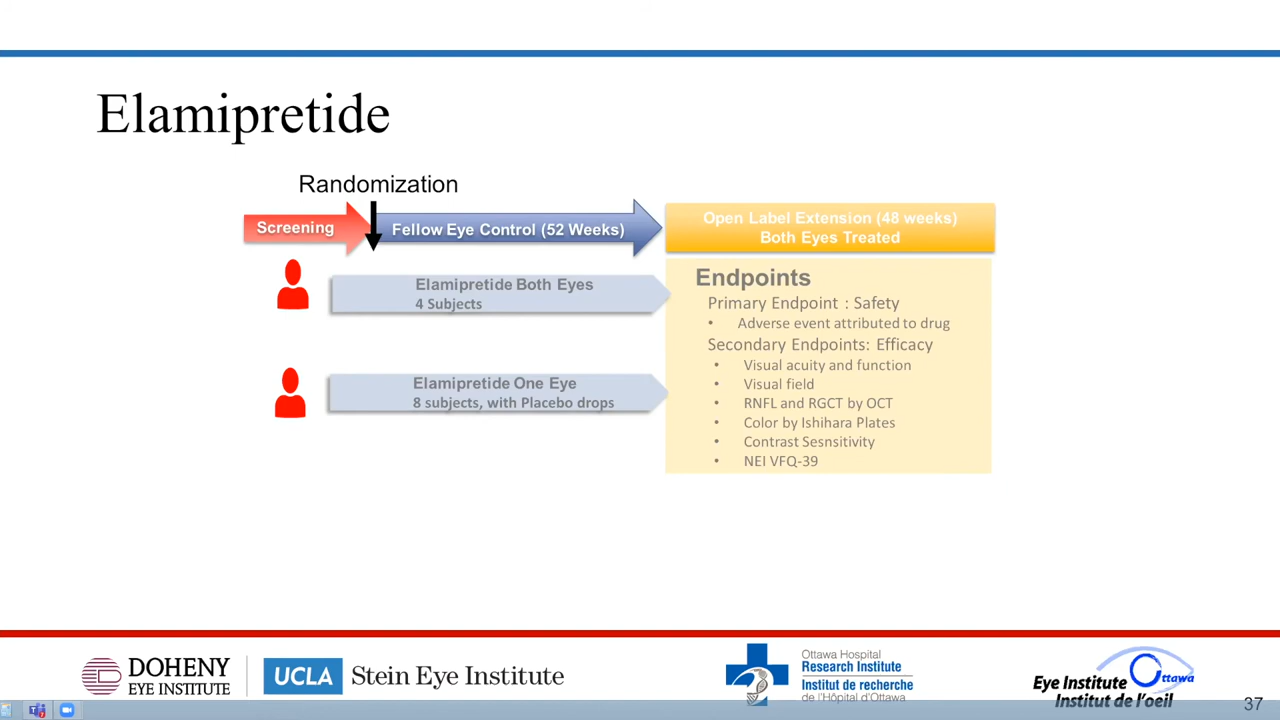 Elamipretide
Randomization
Screening
Fellow Eye Control (52 Weeks)
Open Label Extension (48 weeks)
Both Eyes Treated
Elamipretide Both Eyes
4 Subjects
Elamipretide One Eye
8 subjects, with Placebo drops
Endpoints
Primary Endpoint : Safety
• Adverse event attributed to drug
Secondary Endpoints: Efficacy
• Visual acuity and function
• Visual field
• RNFL and RGCT by OCT
• Color by Ishihara Plates
• Contrast Sesnsitivity
• NEI VFQ-39
DOHENY
EYE INSTITUTE
UCLA Stein Eye Institute
Ottawa Hospital
Research Institute
Institut de recherche
de l'Hôpital d'Ottawa
Eye Institute Ottawa
Institut de l'oeil
37